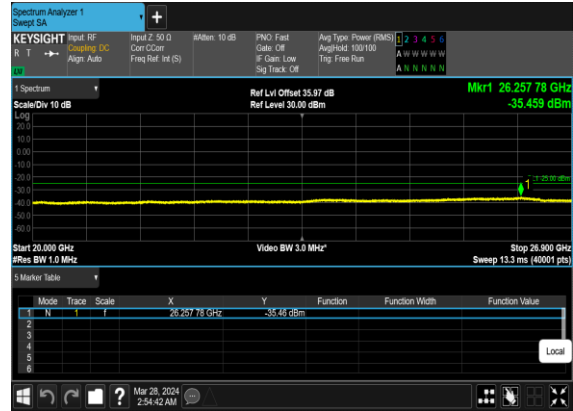 Spectrum Analyzer 1
Swept SA
+
KEYSIGHT
R T
Input: RF
Coupling: DC
Align: Auto
Input Z: 50 Ω
Corr CCorr
Freq Ref: Int (S)
#Atten: 10 dB
PNO: Fast
Gate: Off
IF Gain: Low
Sig Track: Off
Avg Type: Power (RMS)
Avg|Hold: 100/100
Trig: Free Run
1 2 3 4 5 6
A W W W W W
A N N N N N
1 Spectrum
Scale/Div 10 dB
Ref Lvl Offset 35.97 dB
Ref Level 30.00 dBm
Mkr1 26.257 78 GHz
-35.459 dBm
Log
20.0
10.0
0.00
-10.0
-20.0
-30.0
-40.0
-50.0
-60.0
1
-25.00 dBm
Start 20.000 GHz
#Res BW 1.0 MHz
Video BW 3.0 MHz*
Stop 26.900 GHz
Sweep 13.3 ms (40001 pts)
5 Marker Table
Mode Trace Scale X Y Function Function Width Function Value
1 N 1 f 26.257 78 GHz -35.46 dBm
2
3
4
5
6
Local
?
Mar 28, 2024
2:54:42 AM